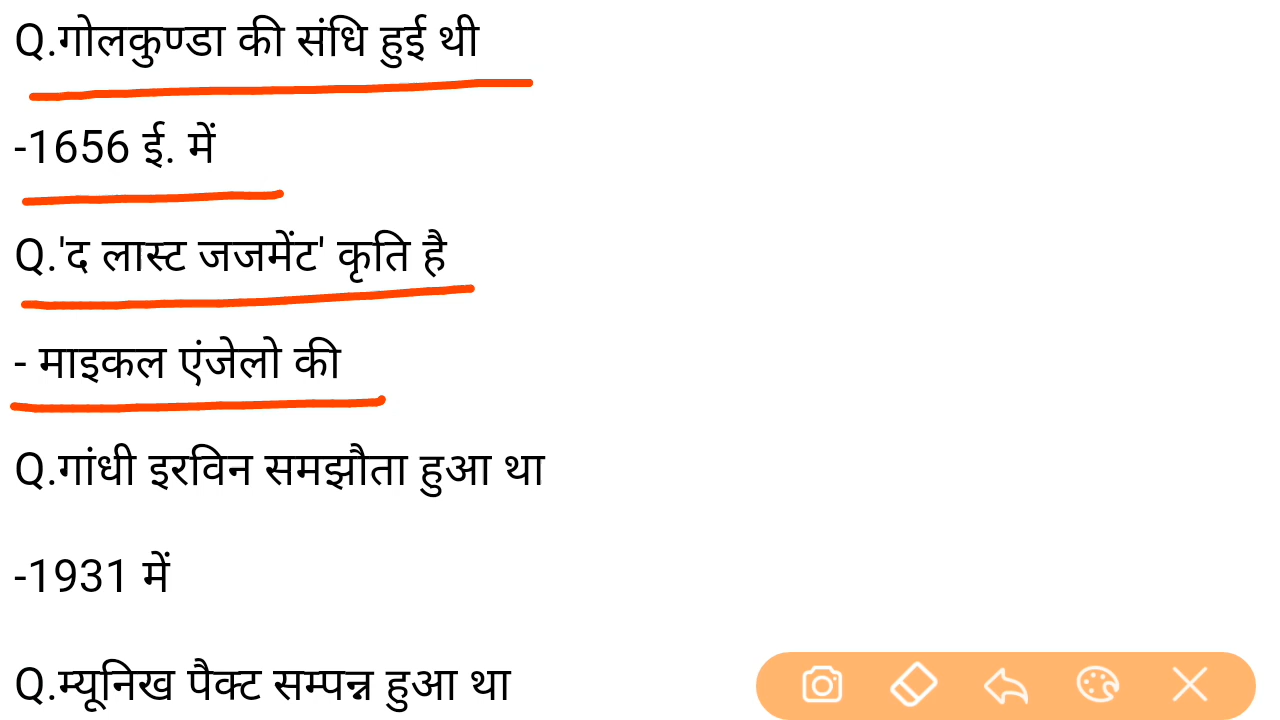 Q.गोलकुण्डा की संधि हुई थी
-1656 ई. में
Q.'द लास्ट जजमेंट' कृति है
- माइकल एंजेलो की
Q.गांधी इरविन समझौता हुआ था
-1931 में
Q.म्यूनिख पैक्ट सम्पन्न हुआ था